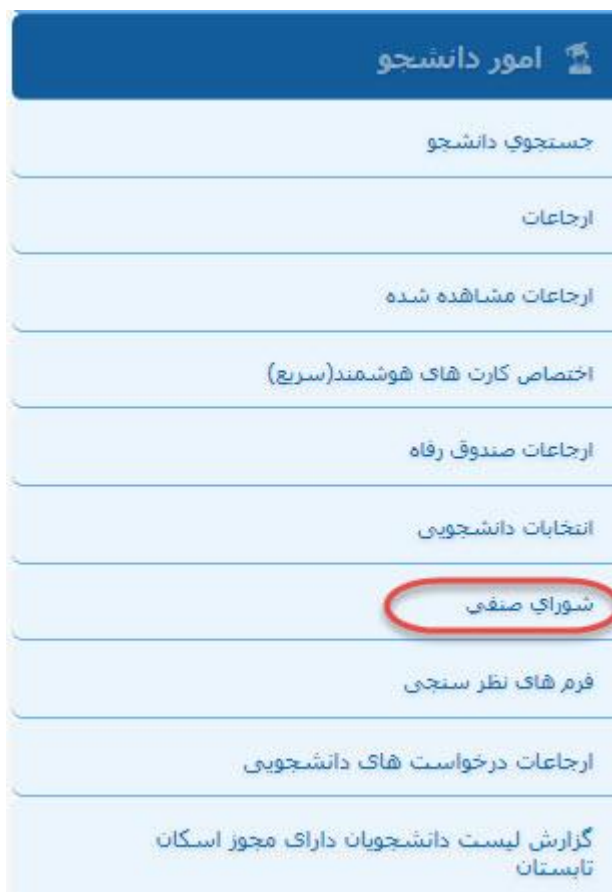 امور دانشجو
جستجوي دانشجو
ارجاعات
ارجاعات مشاهده شده
اختصاص کارت های هوشمند(سریع)
ارجاعات صندوق رفاه
انتخابات دانشجویی
شوراي صنفي
فرم های نظر سنجی
ارجاعات درخواست های دانشجویی
گزارش لیست دانشجویان دارای مجوز اسکان
تابستان